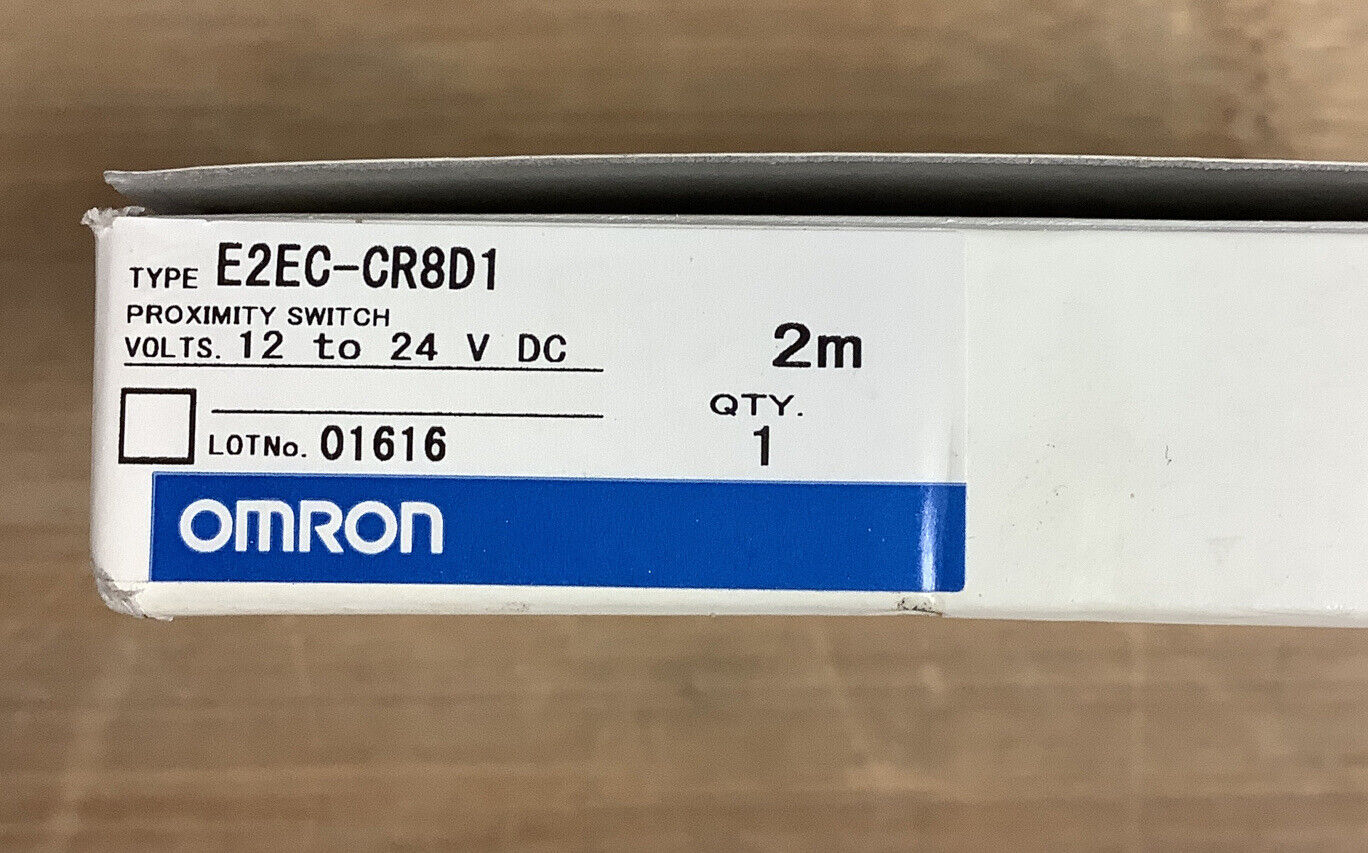 TYPE E2EC-CR8D1
PROXIMITY SWITCH
VOLTS. 12 to 24 V DC
2m
QTY.
1
LOTNo. 01616
OMRON